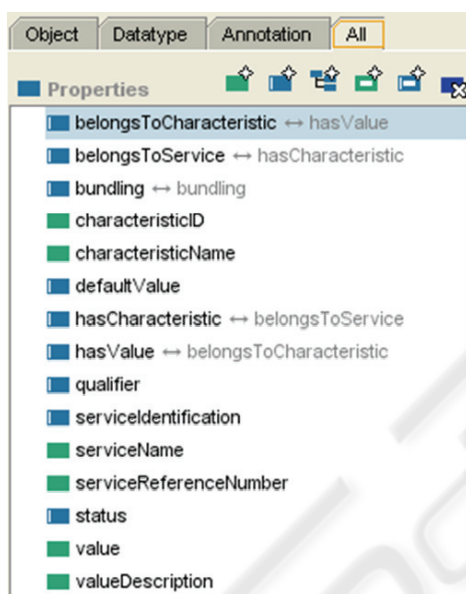 Object Datatype Annotation All
Properties
belongsToCharacteristic ↔ hasValue
belongsToService ↔ hasCharacteristic
bundling ↔ bundling
characteristicID
characteristicName
defaultValue
hasCharacteristic ↔ belongsToService
hasValue ↔ belongsToCharacteristic
qualifier
serviceIdentification
serviceName
serviceReferenceNumber
status
value
valueDescription